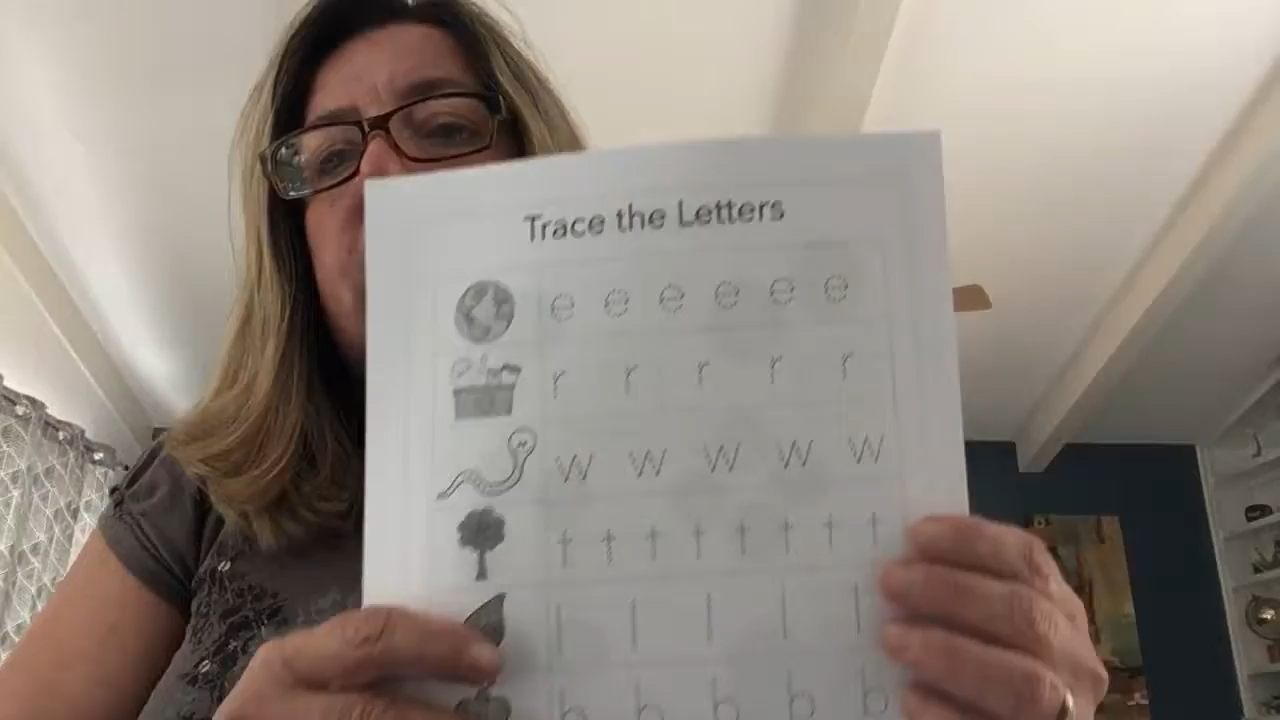 Trace the Letters
e e e e e e
r r r r r
w w w w w
t t t t t t t t
l l l l l
b b b b b